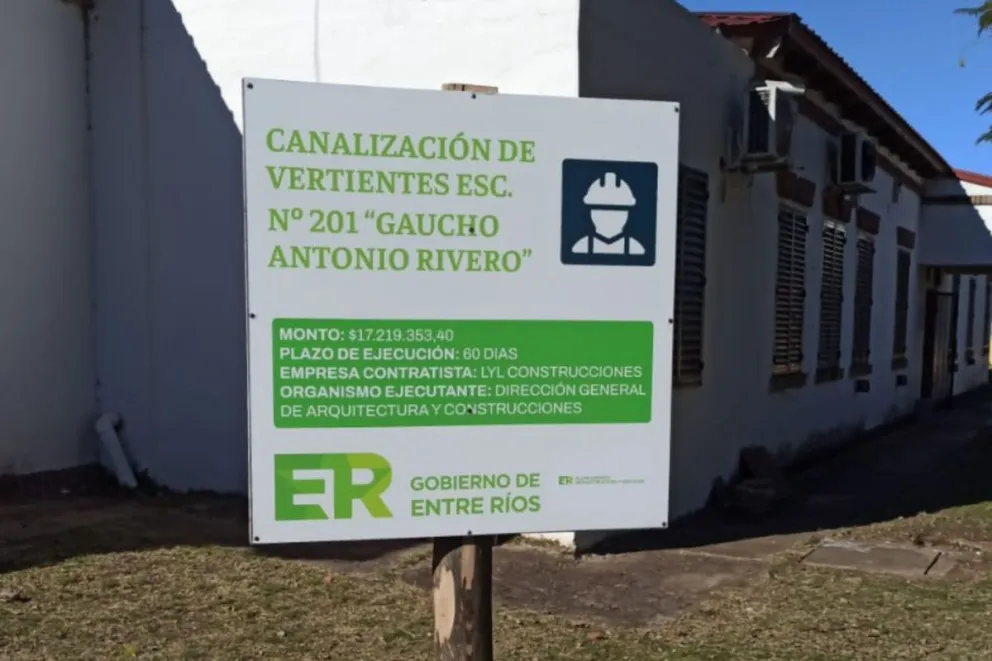 CANALIZACIÓN DE
VERTIENTES ESC.
Nº 201 “GAUCHO
ANTONIO RIVERO”
MONTO: $17.219.353,40
PLAZO DE EJECUCIÓN: 60 DIAS
EMPRESA CONTRATISTA: LYL CONSTRUCCIONES
ORGANISMO EJECUTANTE: DIRECCIÓN GENERAL
DE ARQUITECTURA Y CONSTRUCCIONES
ER
GOBIERNO DE
ENTRE RÍOS
ER